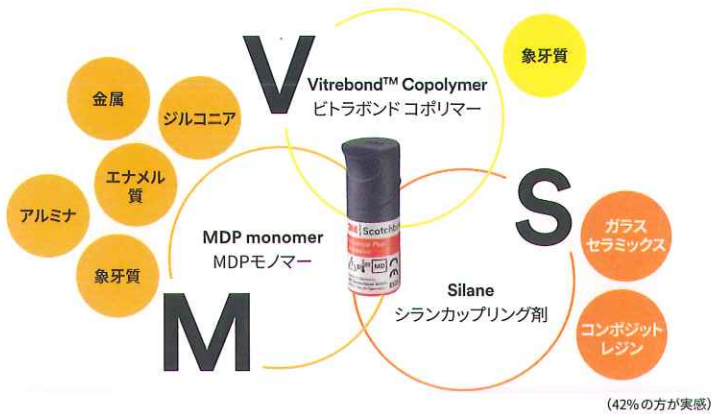 V
Vitrebond™ Copolymer
ビトラボンド コポリマー
象牙質
金属
ジルコニア
エナメル
質
アルミナ
象牙質
MDP monomer
MDPモノマー
M
3M Scotchbo
Universal Plus
MD
S
Silane
シランカップリング剤
ガラス
セラミックス
コンポジット
レジン
(42%の方が実感)